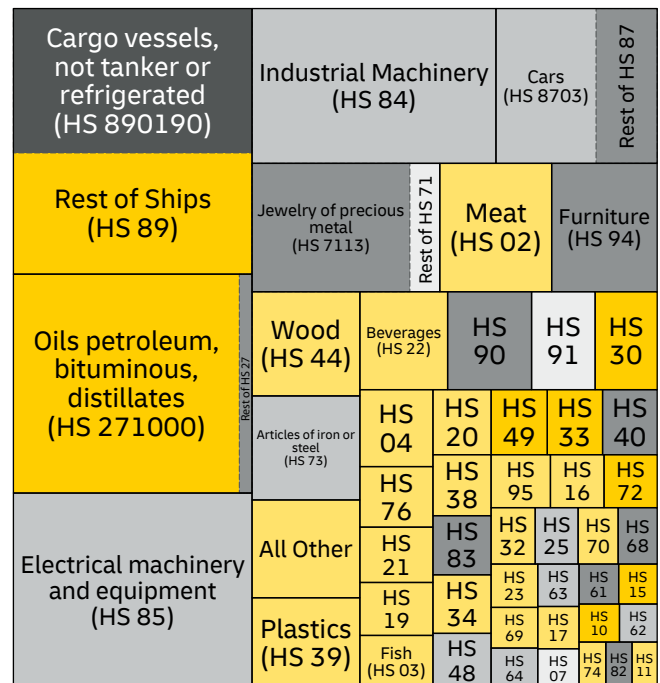 Cargo vessels,
not tanker or
refrigerated
(HS 890190)
Rest of Ships
(HS 89)
Oils petroleum,
bituminous,
distillates
(HS 271000)
Rest of HS 27
Electrical machinery
and equipment
(HS 85)
Industrial Machinery
(HS 84)
Cars
(HS 8703)
Rest of HS 87
Jewelry of precious
metal
(HS 7113)
Rest of HS 71
Meat
(HS 02)
Furniture
(HS 94)
Wood
(HS 44)
Beverages
(HS 22)
HS
90
HS
91
HS
30
Articles of iron or
steel
(HS 73)
All Other
Plastics
(HS 39)
HS
04
HS
76
HS
21
HS
19
Fish
(HS 03)
HS
20
HS
38
HS
83
HS
34
HS
48
HS
49
HS
33
HS
40
HS
95
HS
16
HS
72
HS
32
HS
25
HS
70
HS
68
HS
23
HS
63
HS
61
HS
15
HS
69
HS
17
HS
10
HS
62
HS
64
HS
07
HS
74
HS
82
HS
11